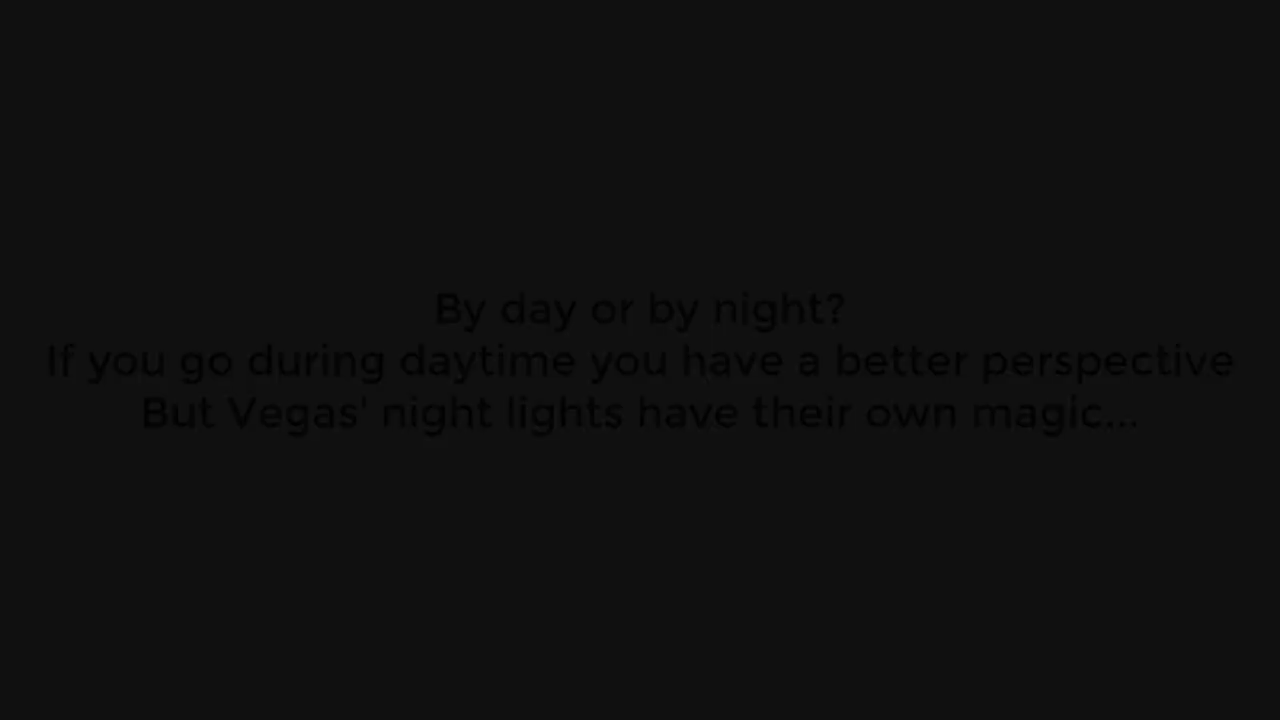 By day or by night?
If you go during daytime you have a better perspective
But Vegas' night lights have their own magic...